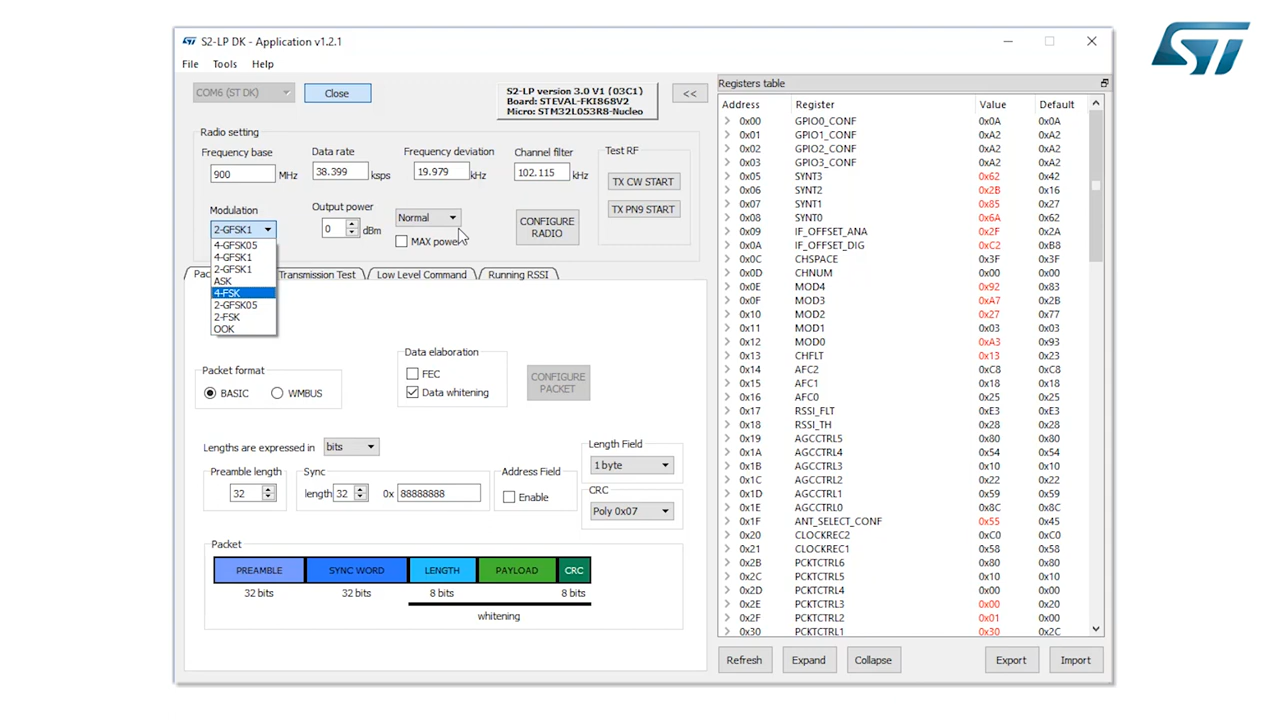 ST
S2-LP DK - Application v1.2.1
File Tools Help
COM6 (ST DK)
Close
S2-LP version 3.0 V1 (03C1)
Board: STEVAL-FKI868V2
Micro: STM32L053R8-Nucleo
<<
Radio setting
Frequency base
900 MHz
Data rate
38.399 ksps
Frequency deviation
19.979 kHz
Channel filter
102.115 kHz
Test RF
TX CW START
TX PN9 START
Modulation
2-GFSK1
4-GFSK05
4-GFSK1
2-GFSK1
ASK
4-FSK
2-GFSK05
2-FSK
OOK
Output power
0 dBm
Normal
MAX power
CONFIGURE
RADIO
Pac
Transmission Test
Low Level Command
Running RSSI
Packet format
BASIC WMBUS
Data elaboration
FEC
Data whitening
CONFIGURE
PACKET
Lengths are expressed in bits
Preamble length
32
Sync
length 32 0x 88888888
Address Field
Enable
Length Field
1 byte
CRC
Poly 0x07
Packet
PREAMBLE SYNC WORD LENGTH PAYLOAD CRC
32 bits 32 bits 8 bits 8 bits
whitening
Registers table
Address Register Value Default
0x00 GPIO0_CONF 0x0A 0x0A
0x01 GPIO1_CONF 0xA2 0xA2
0x02 GPIO2_CONF 0xA2 0xA2
0x03 GPIO3_CONF 0xA2 0xA2
0x05 SYNT3 0x62 0x42
0x06 SYNT2 0x2B 0x16
0x07 SYNT1 0x85 0x27
0x08 SYNT0 0x6A 0x62
0x09 IF_OFFSET_ANA 0x2F 0x2A
0x0A IF_OFFSET_DIG 0xC2 0xB8
0x0C CHSPACE 0x3F 0x3F
0x0D CHNUM 0x00 0x00
0x0E MOD4 0x92 0x83
0x0F MOD3 0xA7 0x2B
0x10 MOD2 0x27 0x77
0x11 MOD1 0x03 0x03
0x12 MOD0 0xA3 0x93
0x13 CHFLT 0x13 0x23
0x14 AFC2 0xC8 0xC8
0x15 AFC1 0x18 0x18
0x16 AFC0 0x25 0x25
0x17 RSSI_FLT 0xE3 0xE3
0x18 RSSI_TH 0x28 0x28
0x19 AGCCTRL5 0x80 0x80
0x1A AGCCTRL4 0x54 0x54
0x1B AGCCTRL3 0x10 0x10
0x1C AGCCTRL2 0x22 0x22
0x1D AGCCTRL1 0x59 0x59
0x1E AGCCTRL0 0x8C 0x8C
0x1F ANT_SELECT_CONF 0x55 0x45
0x20 CLOCKREC2 0xC0 0xC0
0x21 CLOCKREC1 0x58 0x58
0x2B PCKTCTRL6 0x80 0x80
0x2C PCKTCTRL5 0x10 0x10
0x2D PCKTCTRL4 0x00 0x00
0x2E PCKTCTRL3 0x00 0x20
0x2F PCKTCTRL2 0x01 0x00
0x30 PCKTCTRL1 0x30 0x2C
Refresh Expand Collapse Export Import